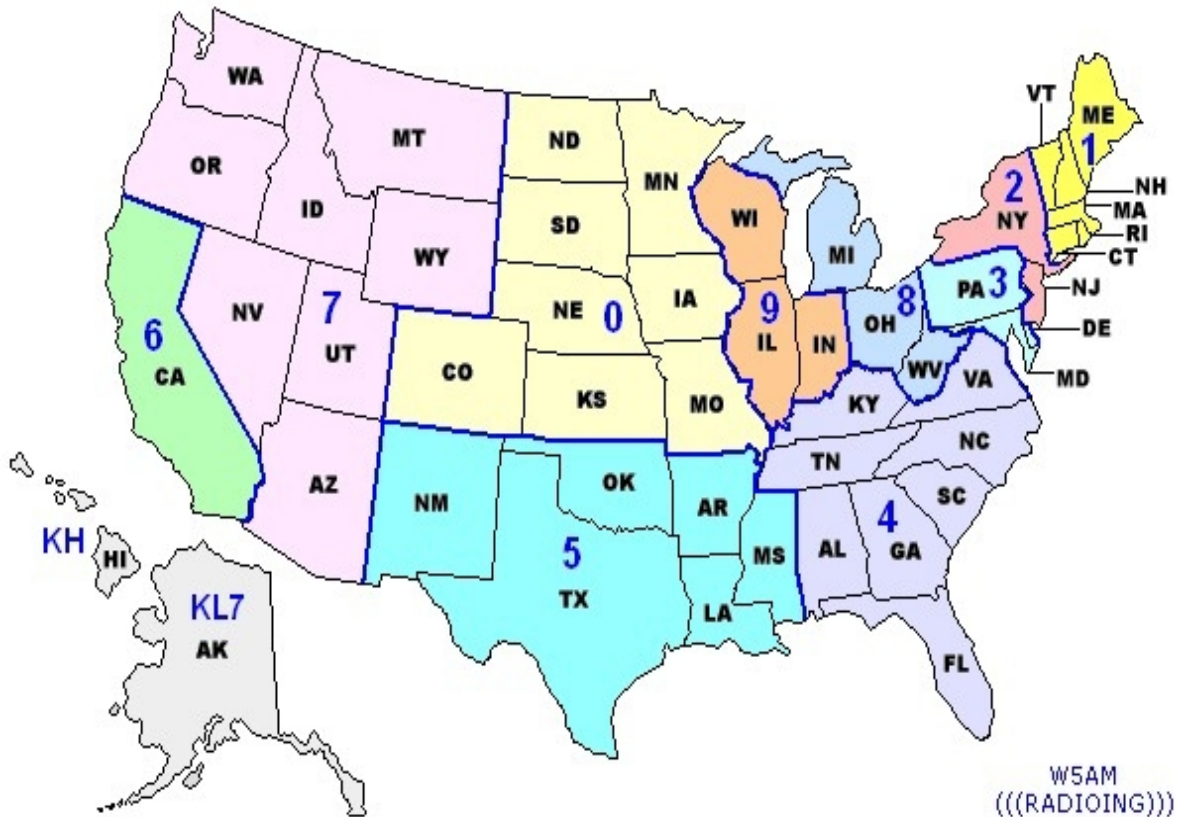 WA
MT
ND
MN
VT
ME
1
OR
ID
SD
WI
MI
2
NY
NH
MA
RI
CT
WY
6
CA
NV
7
UT
NE
0
IA
9
IL
IN
8
OH
PA
3
NJ
DE
MD
CO
KS
MO
WV
VA
KY
NC
TN
SC
AZ
NM
OK
AR
4
GA
AL
MS
5
TX
LA
FL
KH
HI
KL7
AK
W5AM
(((RADIOING)))